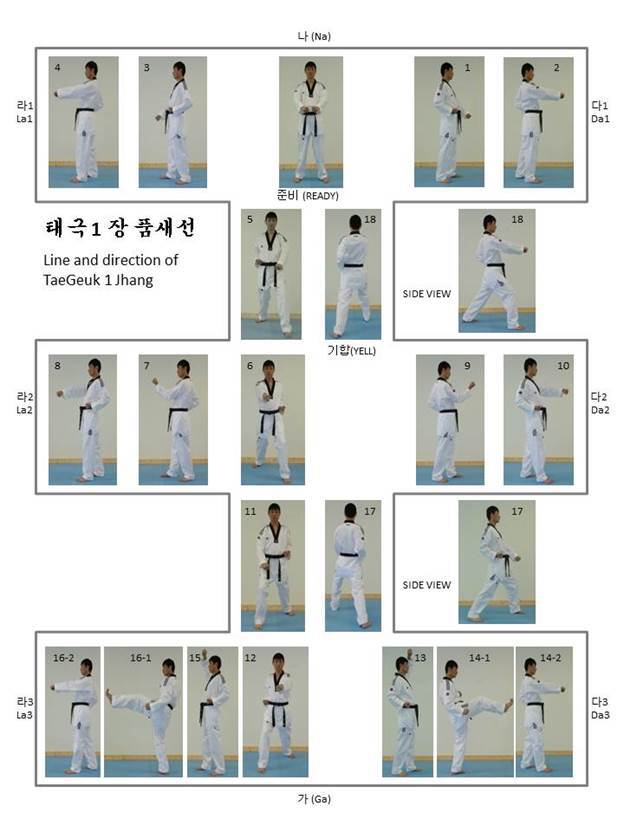 나 (Na)
4
3
1
2
라1
La1
다1
Da1
준비 (READY)
태극1 장 품새선
Line and direction of
TaeGeuk 1 Jhang
5
18
18
SIDE VIEW
기합(YELL)
8
7
6
9
10
라2
La2
다2
Da2
11
17
17
SIDE VIEW
16-2
16-1
15
12
13
14-1
14-2
라3
La3
다3
Da3
가 (Ga)